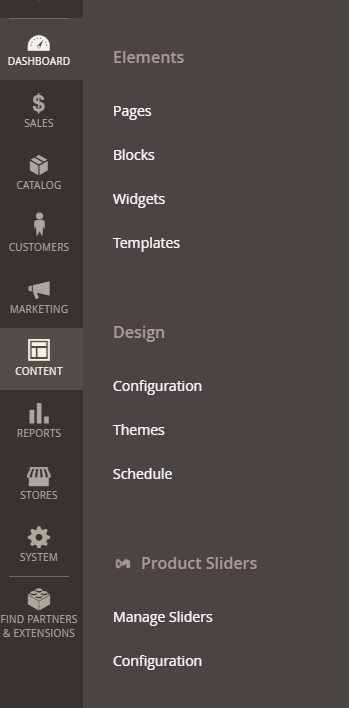 DASHBOARD
SALES
CATALOG
CUSTOMERS
MARKETING
CONTENT
REPORTS
STORES
SYSTEM
FIND PARTNERS
& EXTENSIONS
Elements
Pages
Blocks
Widgets
Templates
Design
Configuration
Themes
Schedule
Product Sliders
Manage Sliders
Configuration